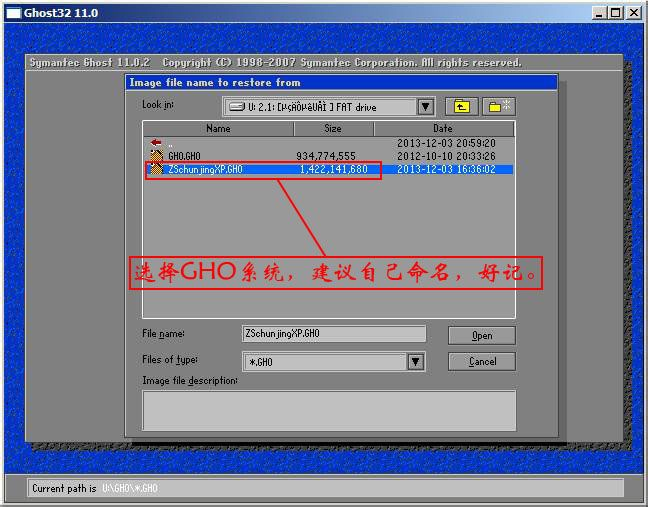 Ghost32 11.0
Symantec Ghost 11.0.2 Copyright (C) 1998-2007 Symantec Corporation. All rights reserved.
Image file name to restore from
Look in:
U: 2.1: [µçÄÔµêUÅÌ ] FAT drive
Name Size Date
.. 2013-12-03 20:59:20
GHO.GHO 934,774,555 2012-10-10 20:33:26
ZSchunjingXP.GHO 1,422,141,680 2013-12-03 16:36:02
选择GHO系统，建议自己命名，好记。
File name: ZSchunjingXP.GHO Open
Files of type: *.GHO Cancel
Image file description:
Current path is U:\GHO\*.GHO